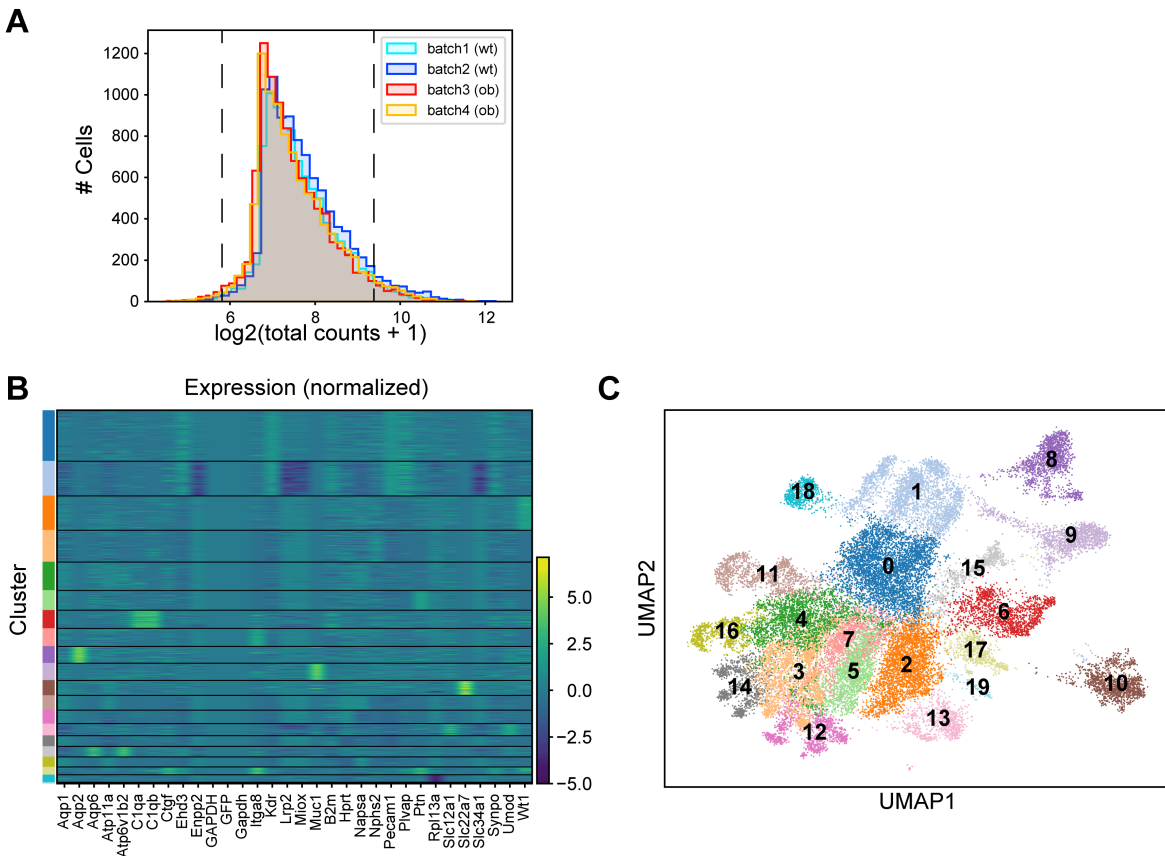 A
1200
1000
800
600
400
200
0
# Cells
batch1 (wt)
batch2 (wt)
batch3 (ob)
batch4 (ob)
6 8 10 12
log2(total counts + 1)
B
Expression (normalized)
Cluster
5.0
2.5
0.0
−2.5
−5.0
Aqp1
Aqp2
Aqp6
Atp11a
Atp6v1b2
C1qa
C1qb
Ctgf
Ehd3
Enpp2
GAPDH
GFP
Gapdh
Itga8
Kdr
Lrp2
Miox
Muc1
B2m
Hprt
Napsa
Nphs2
Pecam1
Plvap
Ptn
Rpl13a
Slc12a1
Slc22a7
Slc34a1
Synpo
Umod
Wt1
C
8
18
1
9
0
15
11
6
4
16
7
17
2
3
5
14
19
10
13
12
UMAP2
UMAP1